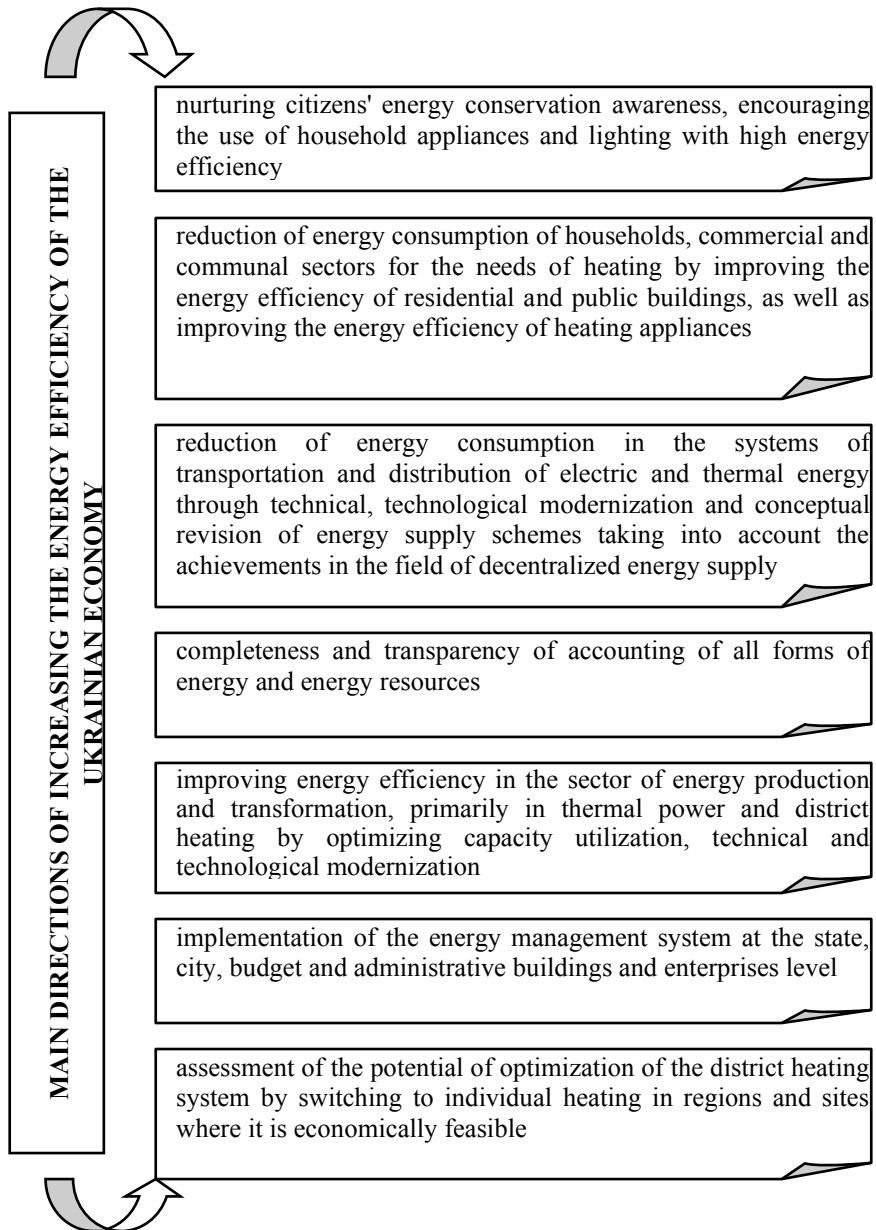 MAIN DIRECTIONS OF INCREASING THE ENERGY EFFICIENCY OF THE
UKRAINIAN ECONOMY
nurturing citizens' energy conservation awareness, encouraging
the use of household appliances and lighting with high energy
efficiency
reduction of energy consumption of households, commercial and
communal sectors for the needs of heating by improving the
energy efficiency of residential and public buildings, as well as
improving the energy efficiency of heating appliances
reduction of energy consumption in the systems of
transportation and distribution of electric and thermal energy
through technical, technological modernization and conceptual
revision of energy supply schemes taking into account the
achievements in the field of decentralized energy supply
completeness and transparency of accounting of all forms of
energy and energy resources
improving energy efficiency in the sector of energy production
and transformation, primarily in thermal power and district
heating by optimizing capacity utilization, technical and
technological modernization
implementation of the energy management system at the state,
city, budget and administrative buildings and enterprises level
assessment of the potential of optimization of the district heating
system by switching to individual heating in regions and sites
where it is economically feasible